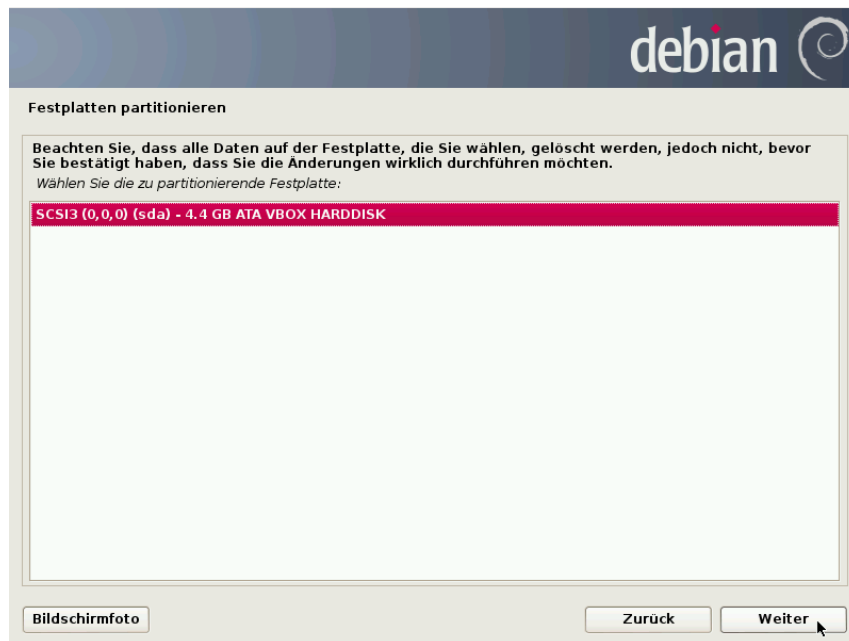 debian
Festplatten partitionieren
Beachten Sie, dass alle Daten auf der Festplatte, die Sie wählen, gelöscht werden, jedoch nicht, bevor
Sie bestätigt haben, dass Sie die Änderungen wirklich durchführen möchten.
Wählen Sie die zu partitionierende Festplatte:
SCSI3 (0,0,0) (sda) - 4.4 GB ATA VBOX HARDDISK
Bildschirmfoto
Zurück
Weiter